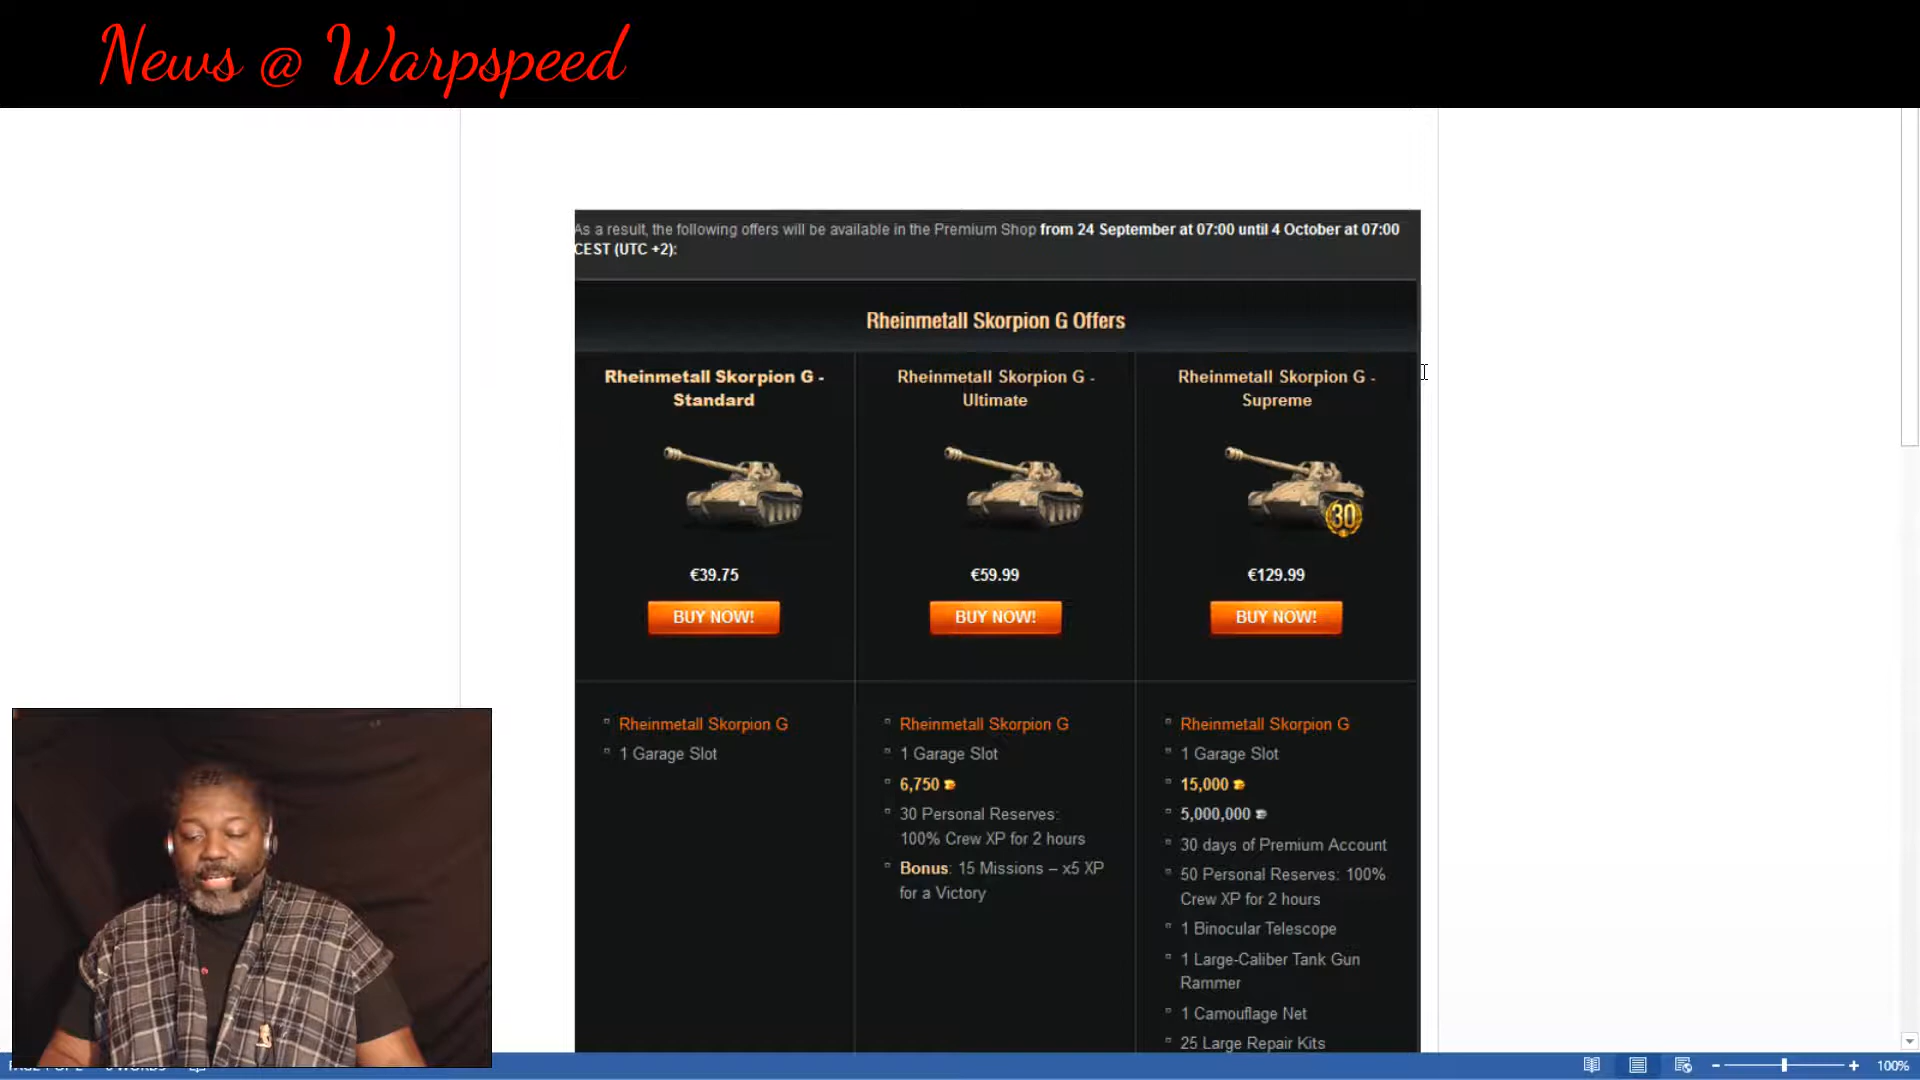 News @ Warpspeed
As a result, the following offers will be available in the Premium Shop from 24 September at 07:00 until 4 October at 07:00
CEST (UTC +2):
Rheinmetall Skorpion G Offers
Rheinmetall Skorpion G -
Standard
€39.75
BUY NOW!
Rheinmetall Skorpion G
1 Garage Slot
Rheinmetall Skorpion G -
Ultimate
€59.99
BUY NOW!
Rheinmetall Skorpion G
1 Garage Slot
6,750
30 Personal Reserves:
100% Crew XP for 2 hours
Bonus: 15 Missions – x5 XP
for a Victory
Rheinmetall Skorpion G -
Supreme
30
€129.99
BUY NOW!
Rheinmetall Skorpion G
1 Garage Slot
15,000
5,000,000
30 days of Premium Account
50 Personal Reserves: 100%
Crew XP for 2 hours
1 Binocular Telescope
1 Large-Caliber Tank Gun
Rammer
1 Camouflage Net
25 Large Repair Kits
100%